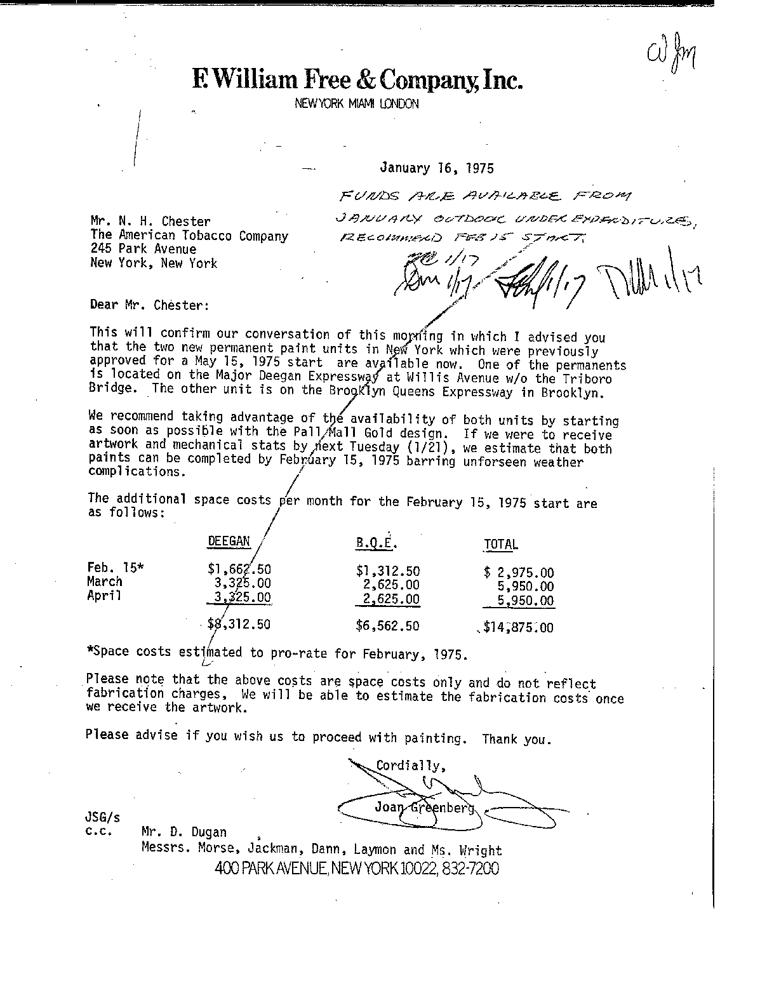 F. William Free & Company, Inc.
NEW YORK MIAMI LONDON
January 16, 1975
FUNDS ARE AVAILABLE FROM
JANUARY OUTDOOR UNDER EXPENDITURES,
RECOMMEND FEB 15 START.
1/17
1/17 1/17 1/17
Mr. N. H. Chester
The American Tobacco Company
245 Park Avenue
New York, New York
Dear Mr. Chester:
This will confirm our conversation of this morning in which I advised you
that the two new permanent paint units in New York which were previously
approved for a May 15, 1975 start are available now. One of the permanents
is located on the Major Deegan Expressway at Willis Avenue w/o the Triboro
Bridge. The other unit is on the Brooklyn Queens Expressway in Brooklyn.
We recommend taking advantage of the availability of both units by starting
as soon as possible with the Pall Mall Gold design. If we were to receive
artwork and mechanical stats by next Tuesday (1/21), we estimate that both
paints can be completed by February 15, 1975 barring unforseen weather
complications.
The additional space costs per month for the February 15, 1975 start are
as follows:
DEEGAN B.Q.E. TOTAL
Feb. 15* $1,662.50 $1,312.50 $ 2,975.00
March 3,325.00 2,625.00 5,950.00
April 3,325.00 2,625.00 5,950.00
$8,312.50 $6,562.50 $14,875.00
*Space costs estimated to pro-rate for February, 1975.
Please note that the above costs are space costs only and do not reflect
fabrication charges, We will be able to estimate the fabrication costs once
we receive the artwork.
Please advise if you wish us to proceed with painting. Thank you.
Cordially,
Joan Greenberg
JSG/s
c.c. Mr. D. Dugan
Messrs. Morse, Jackman, Dann, Laymon and Ms. Wright
400 PARK AVENUE, NEW YORK 10022, 832-7200